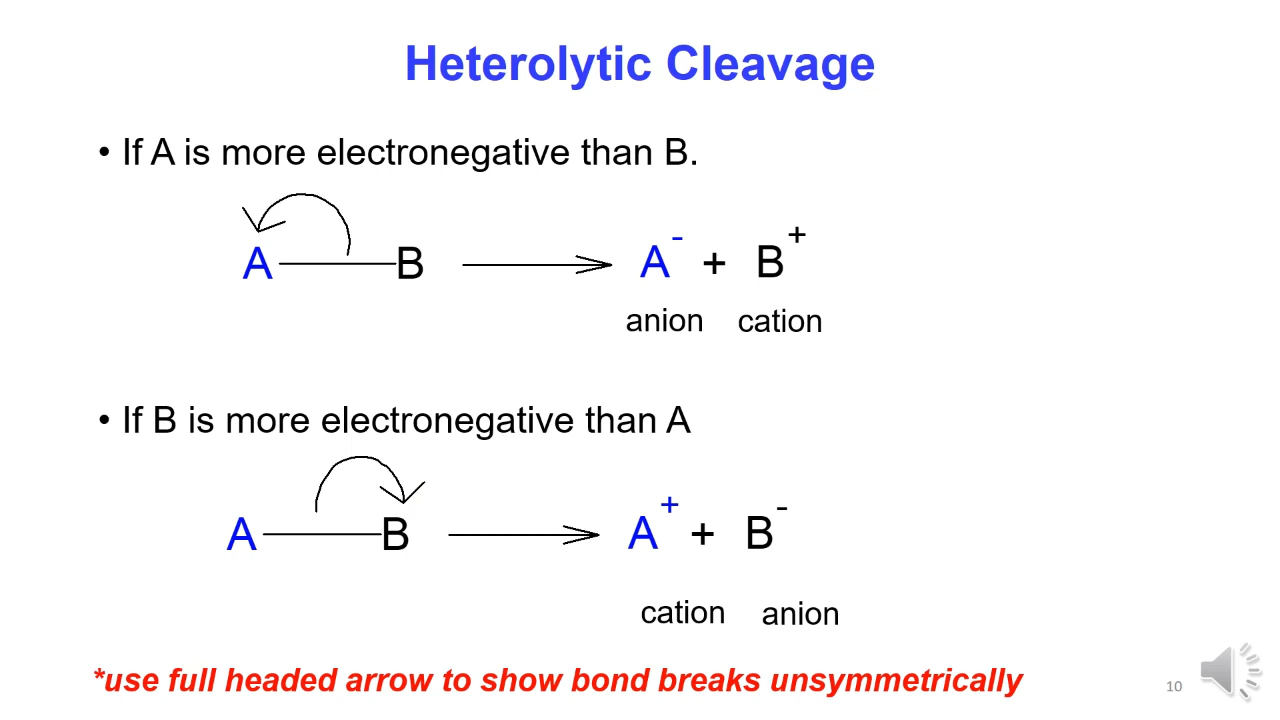 Heterolytic Cleavage
• If A is more electronegative than B.
A B A- + B+
anion cation
• If B is more electronegative than A
A B A+ + B-
cation anion
*use full headed arrow to show bond breaks unsymmetrically
10